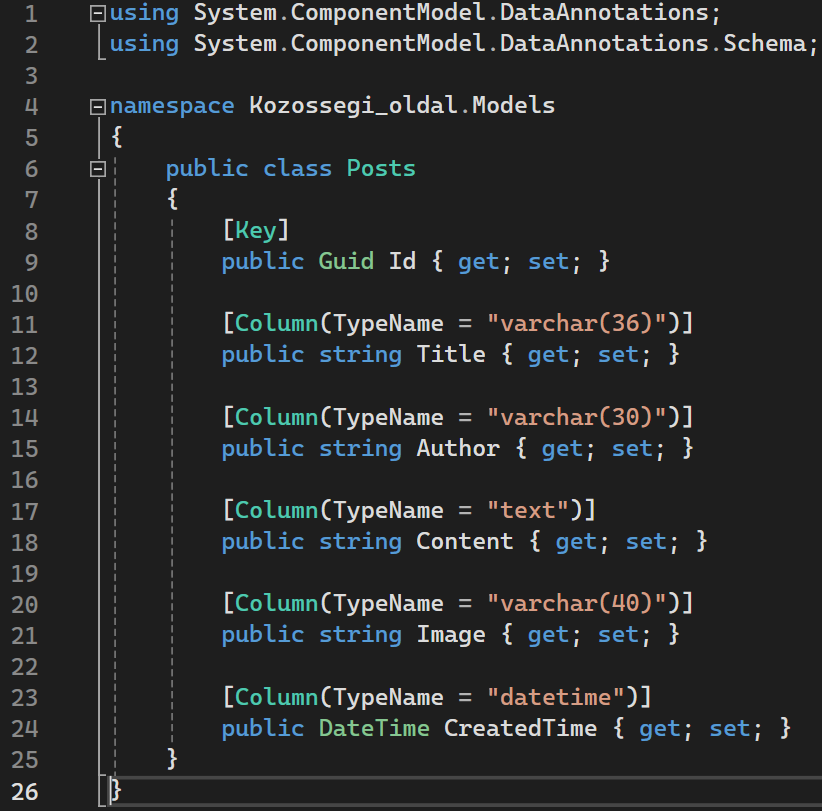 1 using System.ComponentModel.DataAnnotations;
2 using System.ComponentModel.DataAnnotations.Schema;
3
4 namespace Kozossegi_oldal.Models
5 {
6 public class Posts
7 {
8 [Key]
9 public Guid Id { get; set; }
10
11 [Column(TypeName = "varchar(36)")]
12 public string Title { get; set; }
13
14 [Column(TypeName = "varchar(30)")]
15 public string Author { get; set; }
16
17 [Column(TypeName = "text")]
18 public string Content { get; set; }
19
20 [Column(TypeName = "varchar(40)")]
21 public string Image { get; set; }
22
23 [Column(TypeName = "datetime")]
24 public DateTime CreatedTime { get; set; }
25 }
26 }